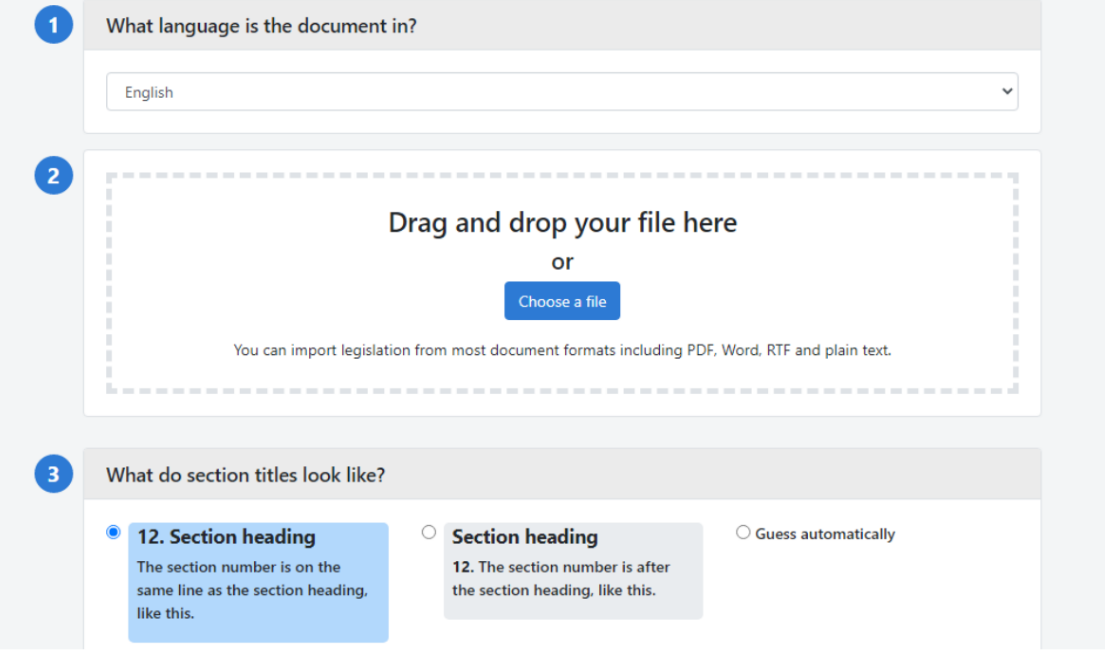 1
What language is the document in?
English
2
Drag and drop your file here
or
Choose a file
You can import legislation from most document formats including PDF, Word, RTF and plain text.
3
What do section titles look like?
12. Section heading
The section number is on the
same line as the section heading,
like this.
Section heading
12. The section number is after
the section heading, like this.
Guess automatically